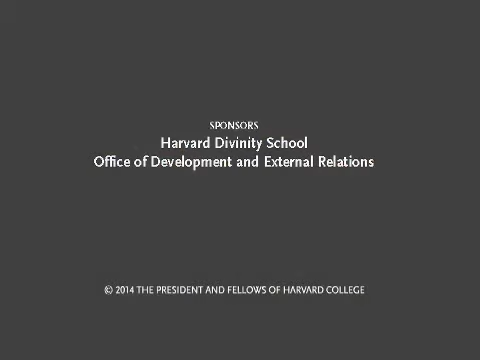 SPONSORS
Harvard Divinity School
Office of Development and External Relations
© 2014 THE PRESIDENT AND FELLOWS OF HARVARD COLLEGE